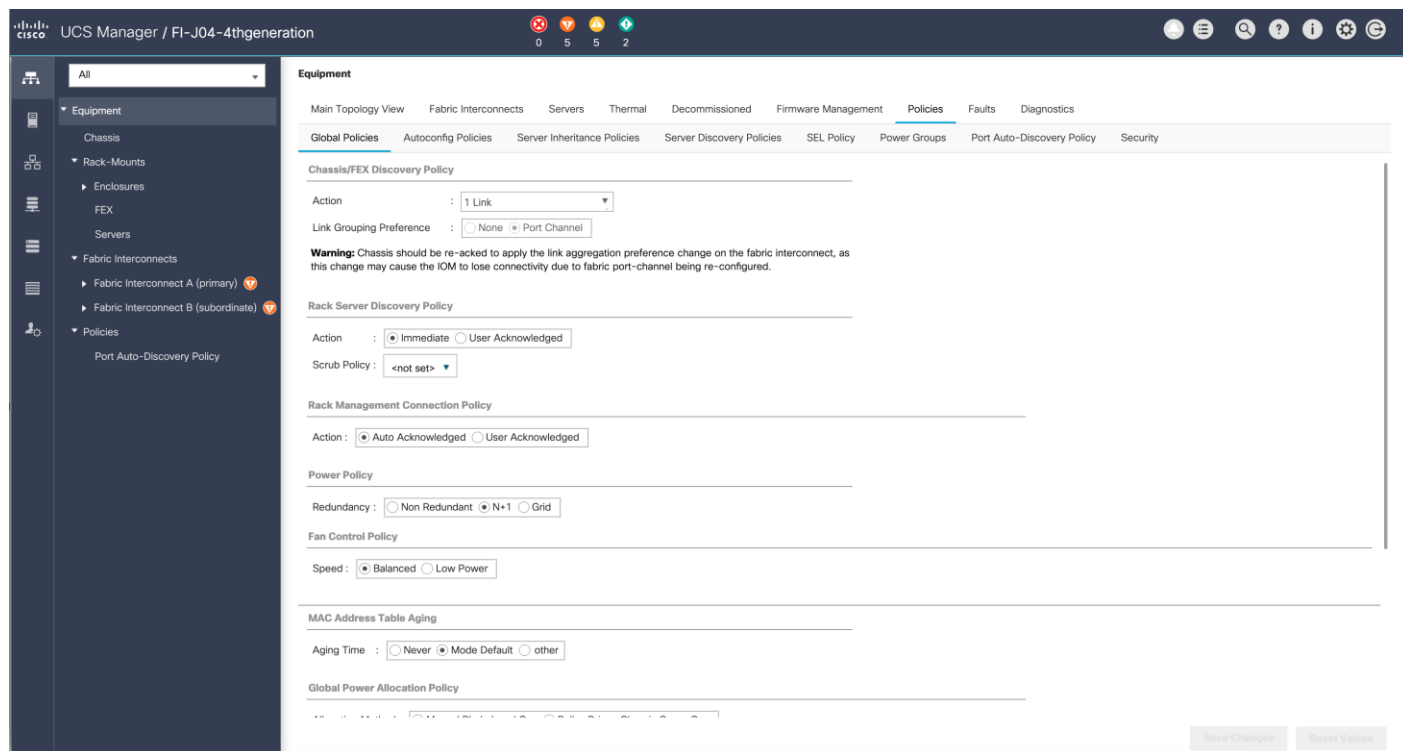 CISCO UCS Manager / FI-J04-4thgeneration
0 5 5 2
All
Equipment
Chassis
Rack-Mounts
Enclosures
FEX
Servers
Fabric Interconnects
Fabric Interconnect A (primary)
Fabric Interconnect B (subordinate)
Policies
Port Auto-Discovery Policy
Equipment
Main Topology View Fabric Interconnects Servers Thermal Decommissioned Firmware Management Policies Faults Diagnostics
Global Policies Autoconfig Policies Server Inheritance Policies Server Discovery Policies SEL Policy Power Groups Port Auto-Discovery Policy Security
Chassis/FEX Discovery Policy
Action : 1 Link
Link Grouping Preference : None Port Channel
Warning: Chassis should be re-acked to apply the link aggregation preference change on the fabric interconnect, as
this change may cause the IOM to lose connectivity due to fabric port-channel being re-configured.
Rack Server Discovery Policy
Action : Immediate User Acknowledged
Scrub Policy : <not set>
Rack Management Connection Policy
Action : Auto Acknowledged User Acknowledged
Power Policy
Redundancy : Non Redundant N+1 Grid
Fan Control Policy
Speed : Balanced Low Power
MAC Address Table Aging
Aging Time : Never Mode Default other
Global Power Allocation Policy
Save Changes Reset Values